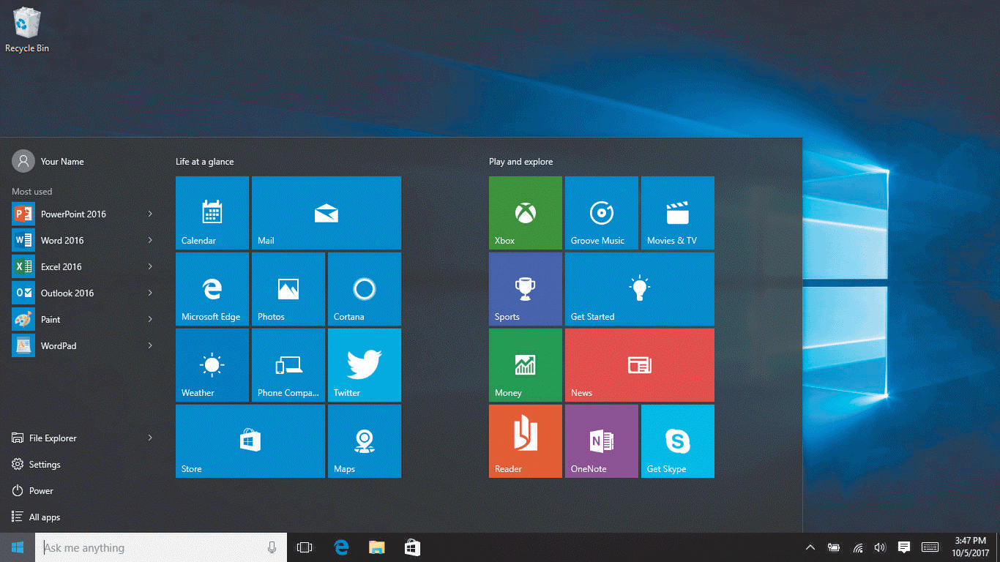 Recycle Bin
Your Name
Most used
PowerPoint 2016
Word 2016
Excel 2016
Outlook 2016
Paint
WordPad
File Explorer
Settings
Power
All apps
Life at a glance
Calendar
Mail
Microsoft Edge
Photos
Cortana
Weather
Phone Compa...
Twitter
Store
Maps
Play and explore
Xbox
Groove Music
Movies & TV
Sports
Get Started
Money
News
Reader
OneNote
Get Skype
Ask me anything
3:47 PM
10/5/2017